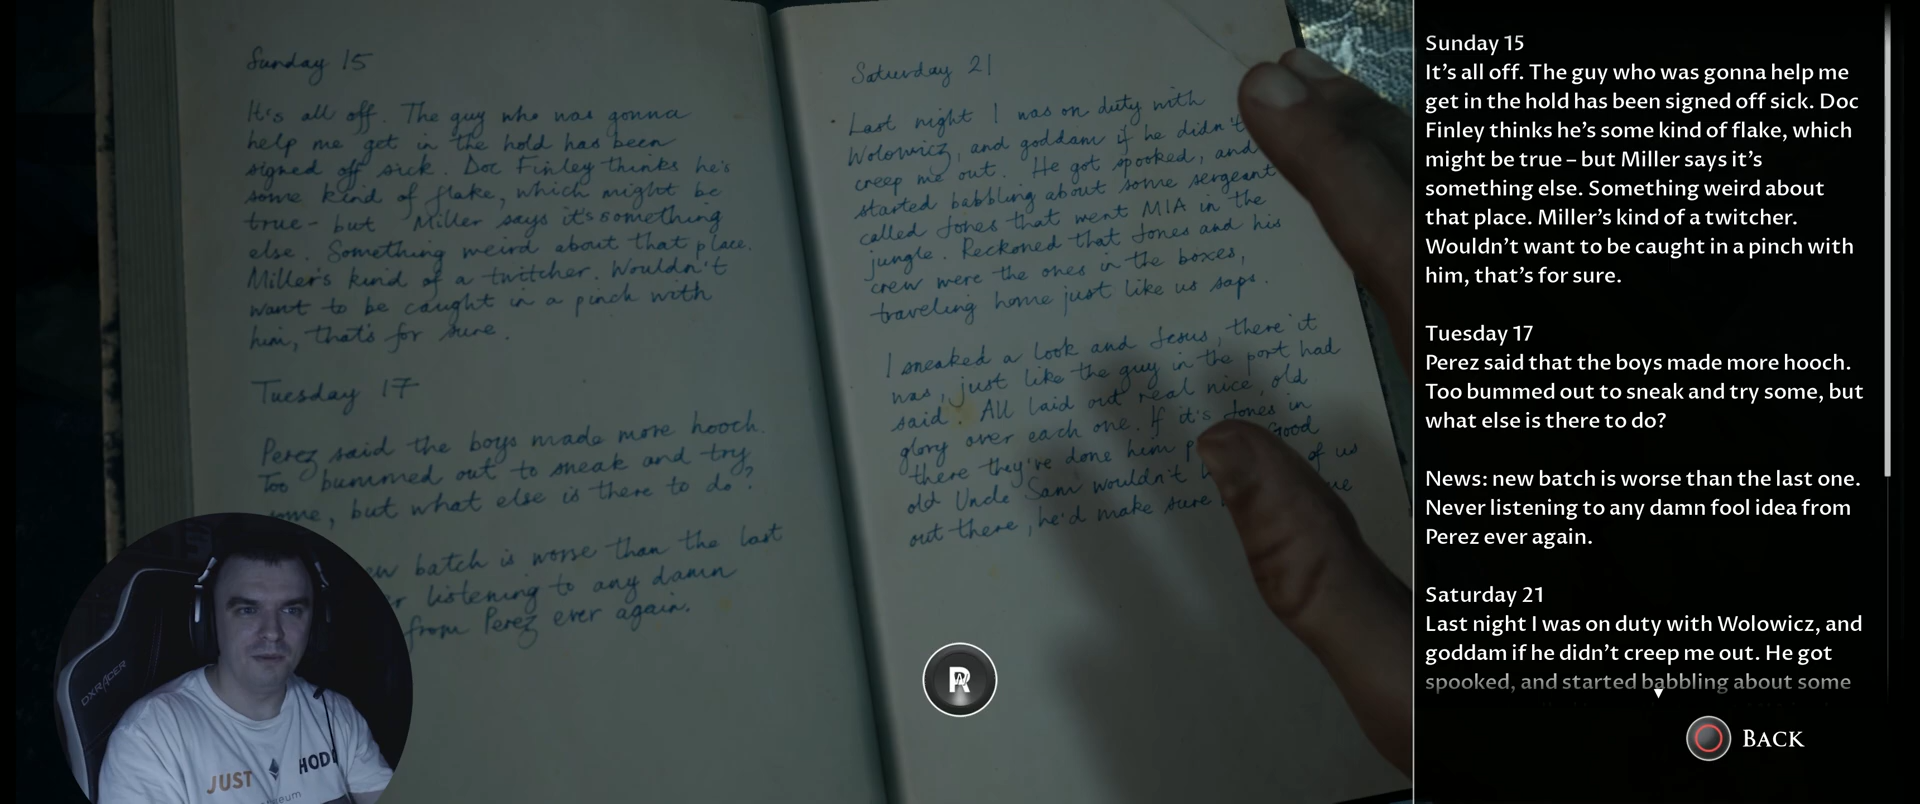 Sunday 15
It's all off. The guy who was gonna
help me get in the hold has been
signed off sick. Doc Finley thinks he's
some kind of flake, which might be
true - but Miller says it's something
else. Something weird about that place.
Miller's kind of a twitcher. Wouldn't
want to be caught in a pinch with
him, that's for sure.
Tuesday 17
Perez said the boys made more hooch.
Too bummed out to sneak and try
some, but what else is there to do?
batch is worse than the last
listening to any damn
from Perez ever again.
Saturday 21
Last night I was on duty with
Wolowicz, and goddam if he didn't
creep me out. He got spooked, and
started babbling about some sergeant
called Jones that went MIA in the
jungle. Reckoned that Jones and his
crew were the ones in the boxes,
traveling home just like us saps.
I sneaked a look and Jesus, there it
was, just like the guy in the port had
said. All laid out real nice, old
glory over each one. If it's Jones in
there they've done him Good
old Uncle Sam wouldn't of us
out there, he'd make sure
Sunday 15
It's all off. The guy who was gonna help me
get in the hold has been signed off sick. Doc
Finley thinks he's some kind of flake, which
might be true – but Miller says it's
something else. Something weird about
that place. Miller's kind of a twitcher.
Wouldn't want to be caught in a pinch with
him, that's for sure.
Tuesday 17
Perez said that the boys made more hooch.
Too bummed out to sneak and try some, but
what else is there to do?
News: new batch is worse than the last one.
Never listening to any damn fool idea from
Perez ever again.
Saturday 21
Last night I was on duty with Wolowicz, and
goddam if he didn't creep me out. He got
spooked, and started babbling about some
R
BACK
DXRACER
JUST HODL